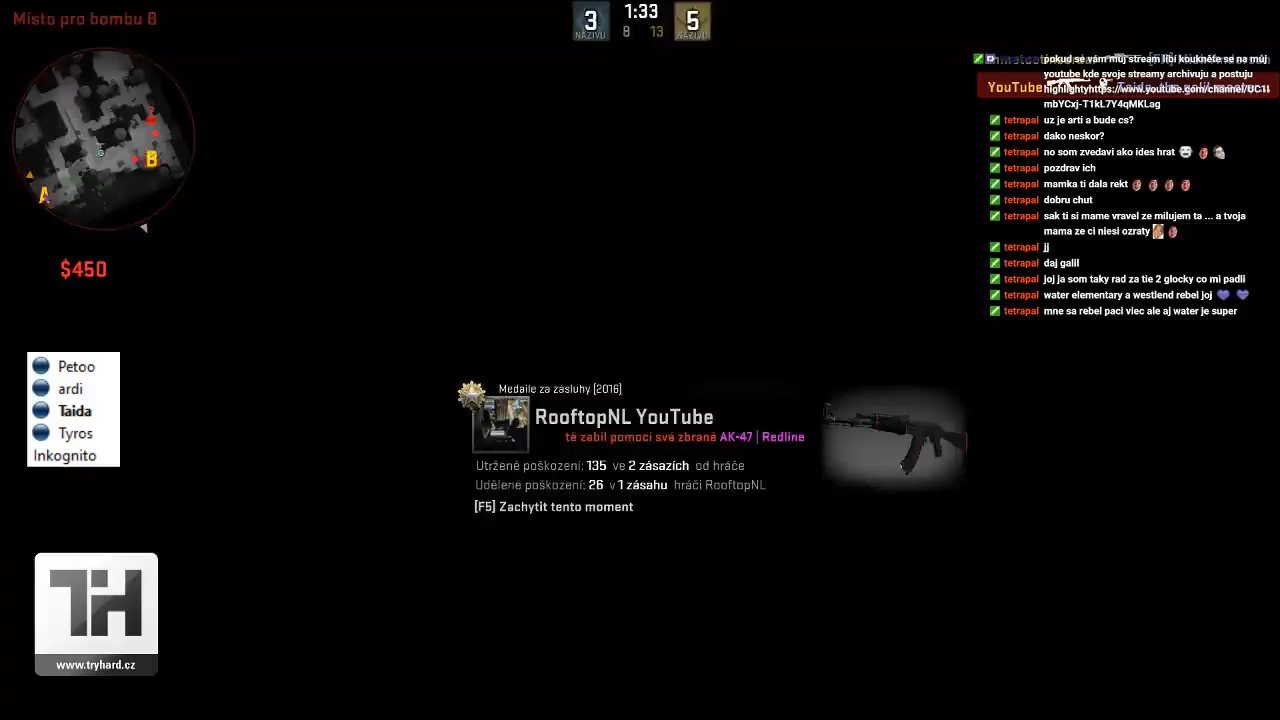 Místo pro bombu B
3
NAŽIVU
1:33
8 13
5
NAŽIVU
pokud se vám můj stream líbí koukněte se na můj
youtube kde svoje streamy archivuju a postuju
YouTube
mbYCxj-T1kL7Y4qMKLag
tetrapal uz je arti a bude cs?
tetrapal dako neskor?
tetrapal no som zvedavi ako ides hrat
tetrapal pozdrav ich
tetrapal mamka ti dala rekt
tetrapal dobru chut
tetrapal sak ti si mame vravel ze milujem ta ... a tvoja
mama ze ci niesi ozraty
tetrapal jj
tetrapal daj galil
tetrapal joj ja som taky rad za tie 2 glocky co mi padli
tetrapal water elementary a westlend rebel joj
tetrapal mne sa rebel paci viec ale aj water je super
A
B
$450
Petoo
ardi
Taida
Tyros
Inkognito
Medaile za zásluhy (2016)
RooftopNL YouTube
tě zabil pomocí své zbraně AK-47 | Redline
Utržené poškození: 135 ve 2 zásazích od hráče
Udělené poškození: 26 v 1 zásahu hráči RooftopNL
[F5] Zachytit tento moment
TH
www.tryhard.cz